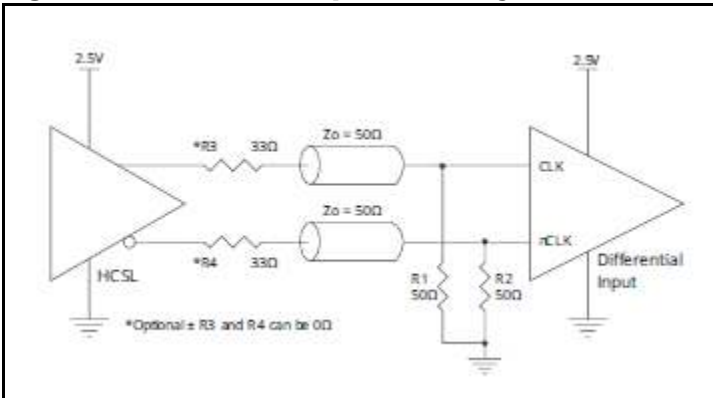 2.5V
2.5V
*R3 33Ω
Zo = 50Ω
CLK
Zo = 50Ω
nCLK
*R4 33Ω
HCSL
R1
50Ω
R2
50Ω
Differential
Input
*Optional ± R3 and R4 can be 0Ω